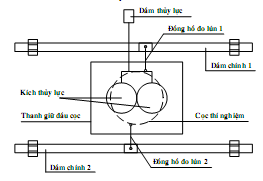 Dầm thủy lực
Đồng hồ đo lún 1
Dầm chính 1
Kích thủy lực
Thanh giữ đầu cọc
Cọc thí nghiệm
Đồng hồ đo lún 2
Dầm chính 2